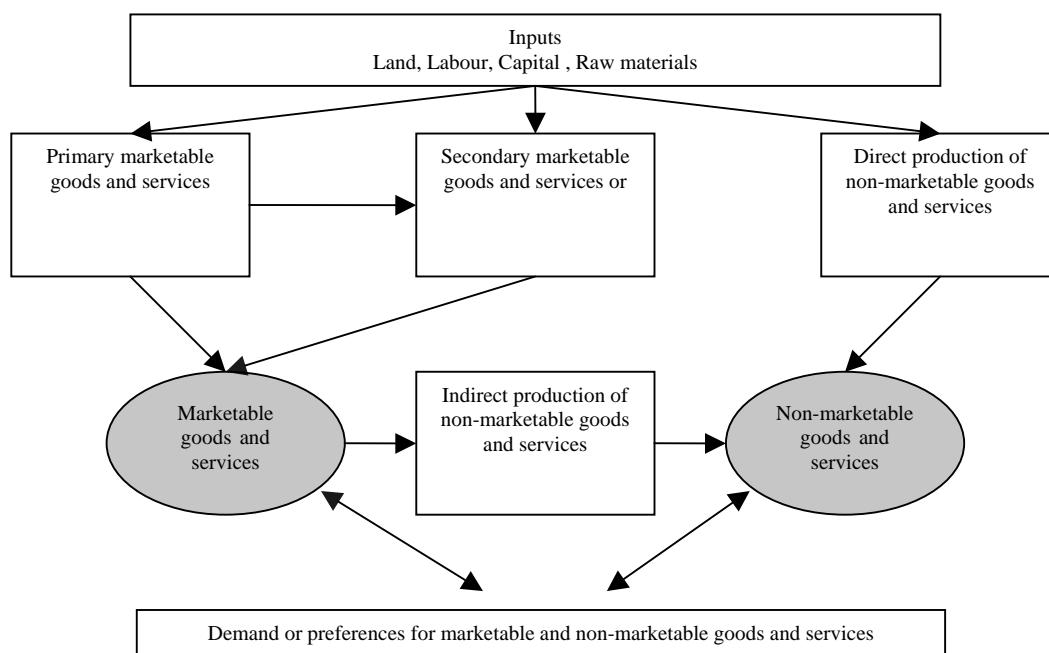 Inputs
Land, Labour, Capital , Raw materials
Primary marketable
goods and services
Secondary marketable
goods and services or
Direct production of
non-marketable goods
and services
Marketable
goods and
services
Indirect production of
non-marketable goods
and services
Non-marketable
goods and
services
Demand or preferences for marketable and non-marketable goods and services